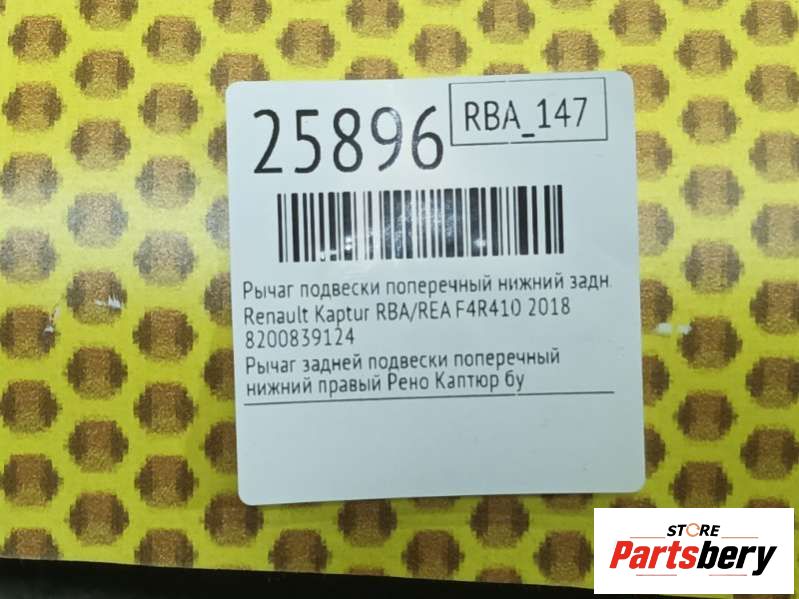 25896
RBA_147
Рычаг подвески поперечный нижний задн.
Renault Kaptur RBA/REA F4R410 2018
8200839124
Рычаг задней подвески поперечный
нижний правый Рено Каптюр бу
STORE
Partsbery